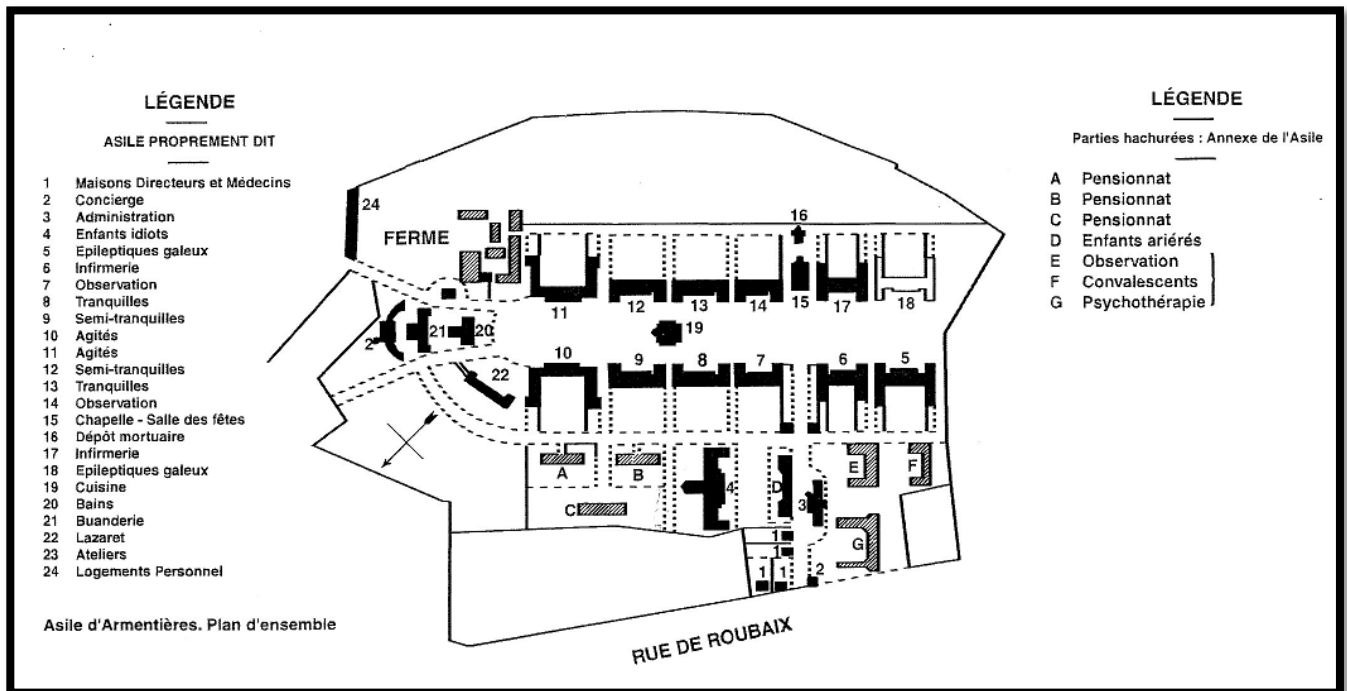 LÉGENDE
ASILE PROPREMENT DIT
1 Maisons Directeurs et Médecins
2 Concierge
3 Administration
4 Enfants idiots
5 Epileptiques galeux
6 Infirmerie
7 Observation
8 Tranquilles
9 Semi-tranquilles
10 Agités
11 Agités
12 Semi-tranquilles
13 Tranquilles
14 Observation
15 Chapelle - Salle des fêtes
16 Dépôt mortuaire
17 Infirmerie
18 Epileptiques galeux
19 Cuisine
20 Bains
21 Buanderie
22 Lazaret
23 Ateliers
24 Logements Personnel
Asile d'Armentières. Plan d'ensemble
24
FERME
16
11
12
13
14
15
17
18
19
2
21
20
22
10
9
8
7
6
5
A
B
C
4
D
3
E
F
G
1
1
1
1
2
RUE DE ROUBAIX
LÉGENDE
Parties hachurées : Annexe de l'Asile
A Pensionnat
B Pensionnat
C Pensionnat
D Enfants ariérés
E Observation
F Convalescents
G Psychothérapie